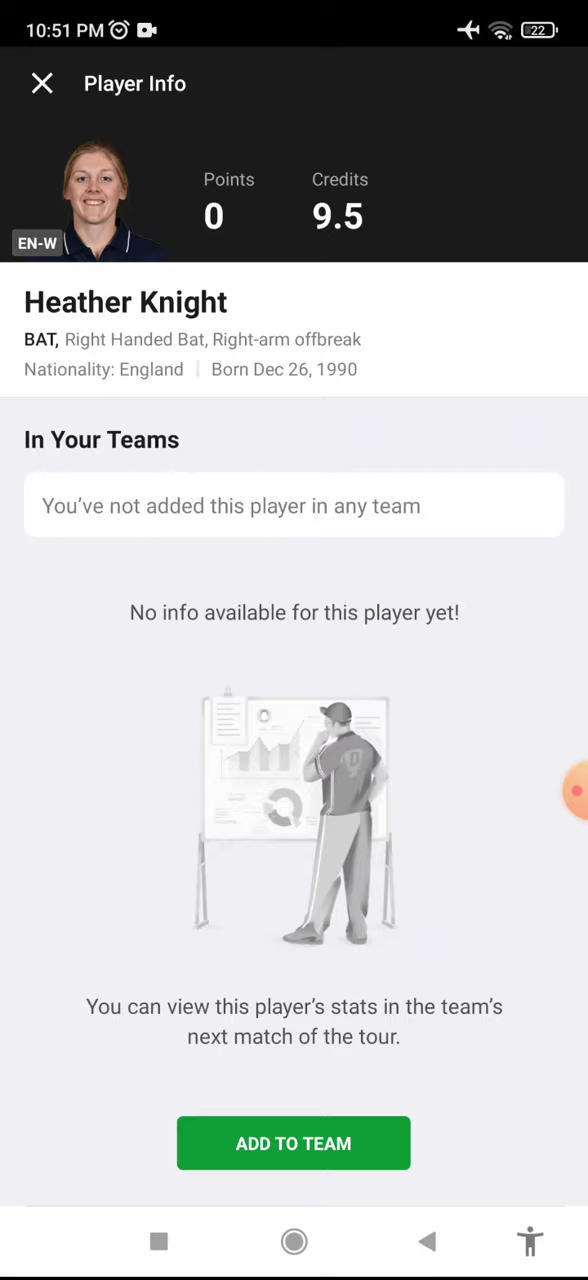 10:51 PM
22
Player Info
Points
Credits
0
9.5
EN-W
Heather Knight
BAT, Right Handed Bat, Right-arm offbreak
Nationality: England | Born Dec 26, 1990
In Your Teams
You’ve not added this player in any team
No info available for this player yet!
You can view this player’s stats in the team’s
next match of the tour.
ADD TO TEAM